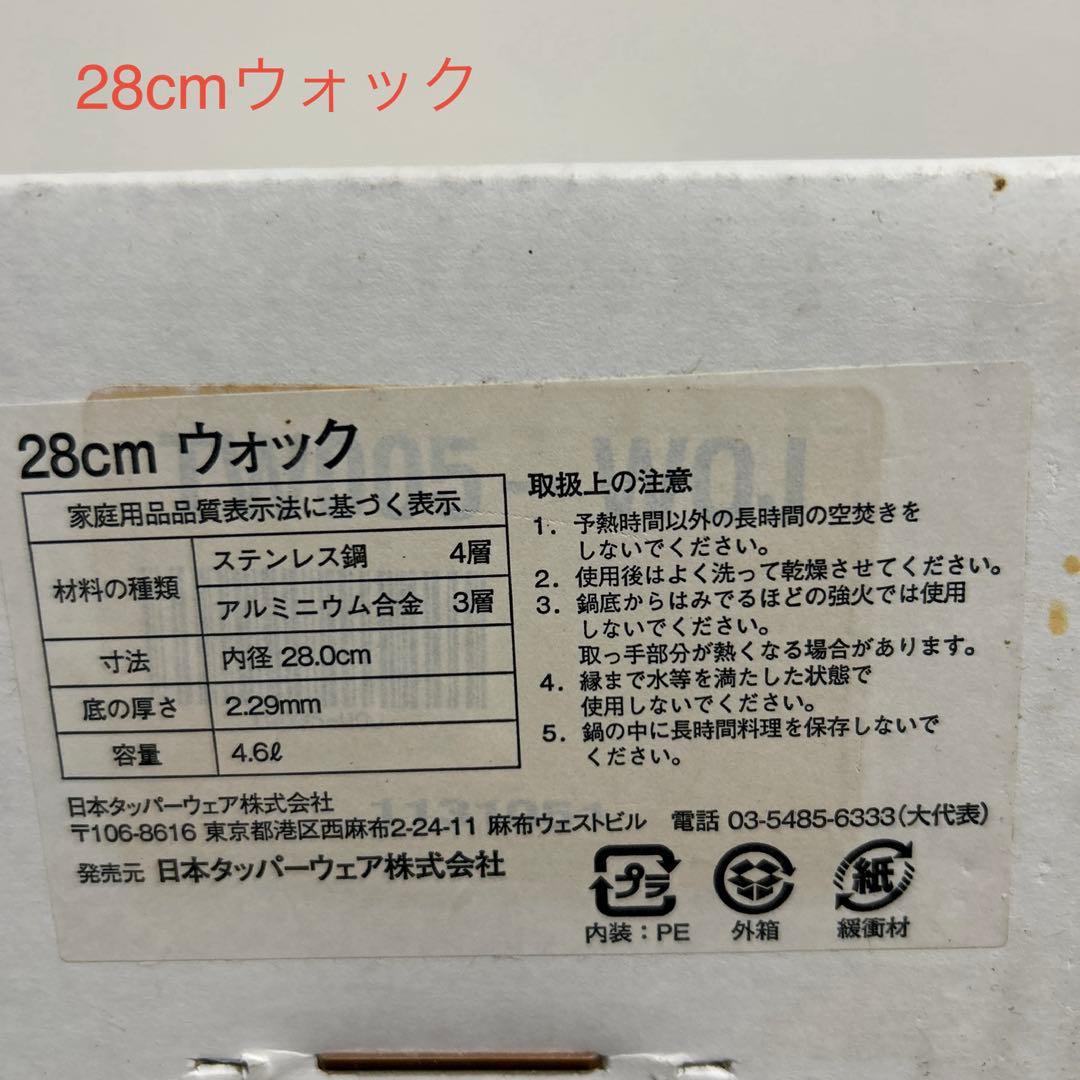 28cmウォック
28cm ウォック
家庭用品品質表示法に基づく表示
材料の種類
ステンレス鋼 4層
アルミニウム合金 3層
寸法 内径 28.0cm
底の厚さ 2.29mm
容量 4.6ℓ
取扱上の注意
1. 予熱時間以外の長時間の空焚きを
しないでください。
2. 使用後はよく洗って乾燥させてください。
3. 鍋底からはみでるほどの強火では使用
しないでください。
取っ手部分が熱くなる場合があります。
4. 縁まで水等を満たした状態で
使用しないでください。
5. 鍋の中に長時間料理を保存しないで
ください。
日本タッパーウェア株式会社
〒106-8616 東京都港区西麻布2-24-11 麻布ウェストビル 電話 03-5485-6333(大代表)
発売元 日本タッパーウェア株式会社
プラ
内装：PE
外箱
紙
緩衝材